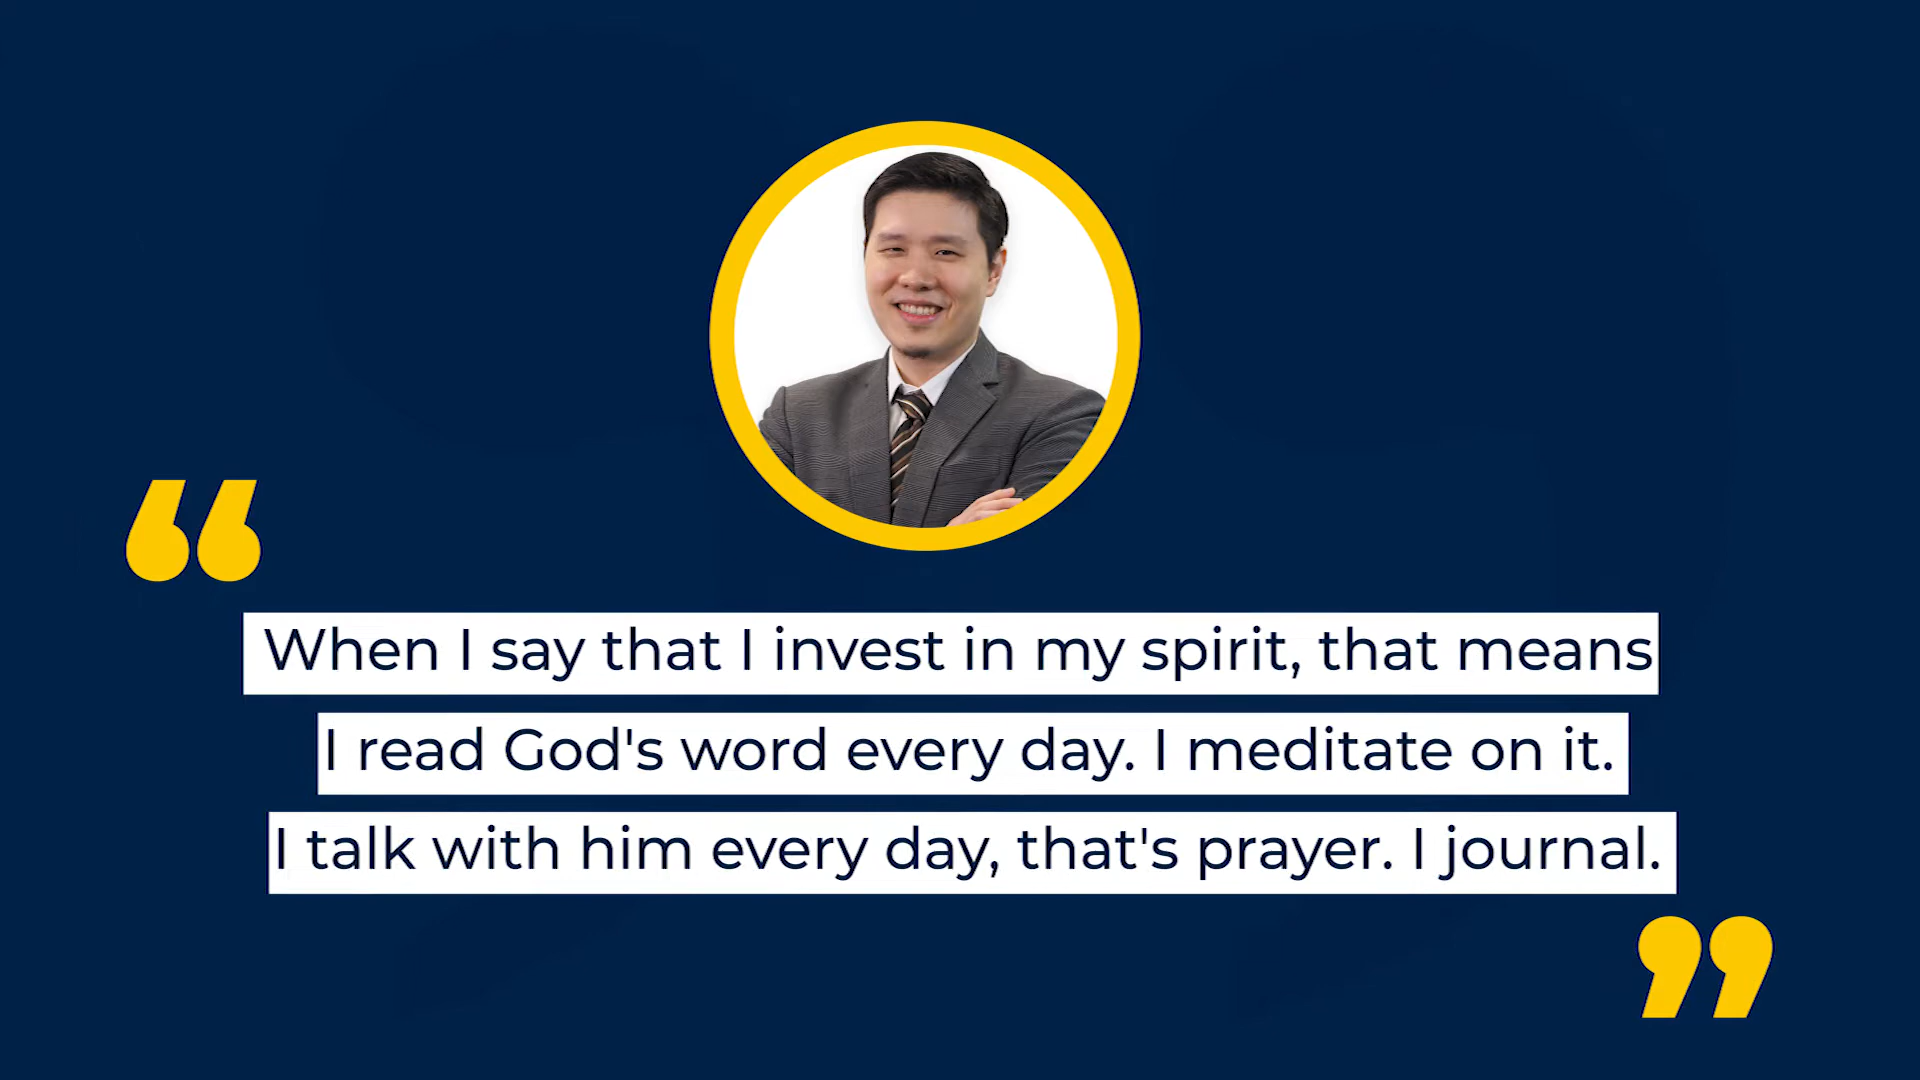 “
When I say that I invest in my spirit, that means
I read God's word every day. I meditate on it.
I talk with him every day, that's prayer. I journal.
”